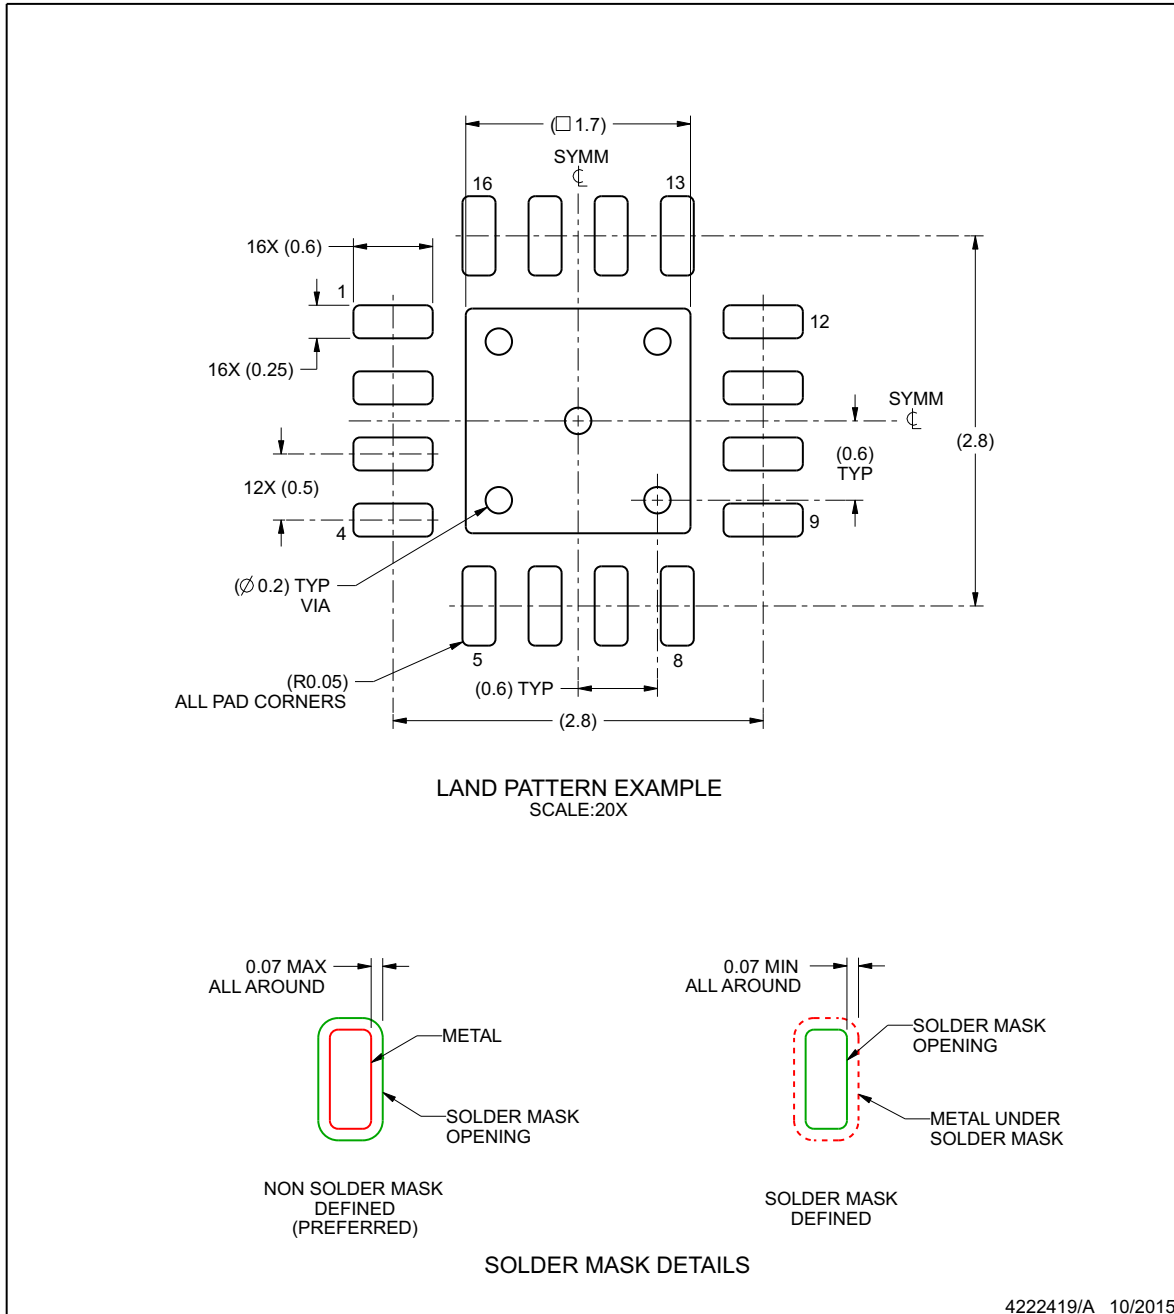 (□ 1.7)
SYMM
℄
16
13
16X (0.6)
1
12
16X (0.25)
SYMM
℄
(2.8)
(0.6)
TYP
12X (0.5)
4
9
(∅ 0.2) TYP
VIA
5
8
(R0.05)
ALL PAD CORNERS
(0.6) TYP
(2.8)
LAND PATTERN EXAMPLE
SCALE:20X
0.07 MAX
ALL AROUND
METAL
SOLDER MASK
OPENING
NON SOLDER MASK
DEFINED
(PREFERRED)
0.07 MIN
ALL AROUND
SOLDER MASK
OPENING
METAL UNDER
SOLDER MASK
SOLDER MASK
DEFINED
SOLDER MASK DETAILS
4222419/A 10/2015